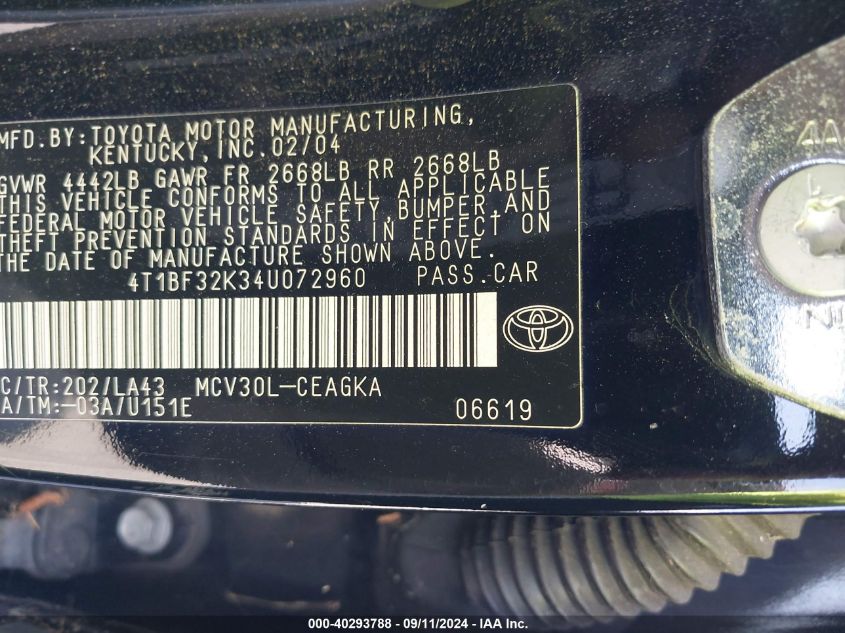 MFD.BY:TOYOTA MOTOR MANUFACTURING,
KENTUCKY,INC.02/04
GVWR 4442LB GAWR FR 2668LB RR 2668LB
THIS VEHICLE CONFORMS TO ALL APPLICABLE
FEDERAL MOTOR VEHICLE SAFETY,BUMPER,AND
THEFT PREVENTION STANDARDS IN EFFECT ON
THE DATE OF MANUFACTURE SHOWN ABOVE.
4T1BF32K34U072960 PASS.CAR
C/TR:202/LA43 MCV30L-CEAGKA
A/TM:-03A/U151E 06619
000-40293788 - 09/11/2024 - IAA Inc.